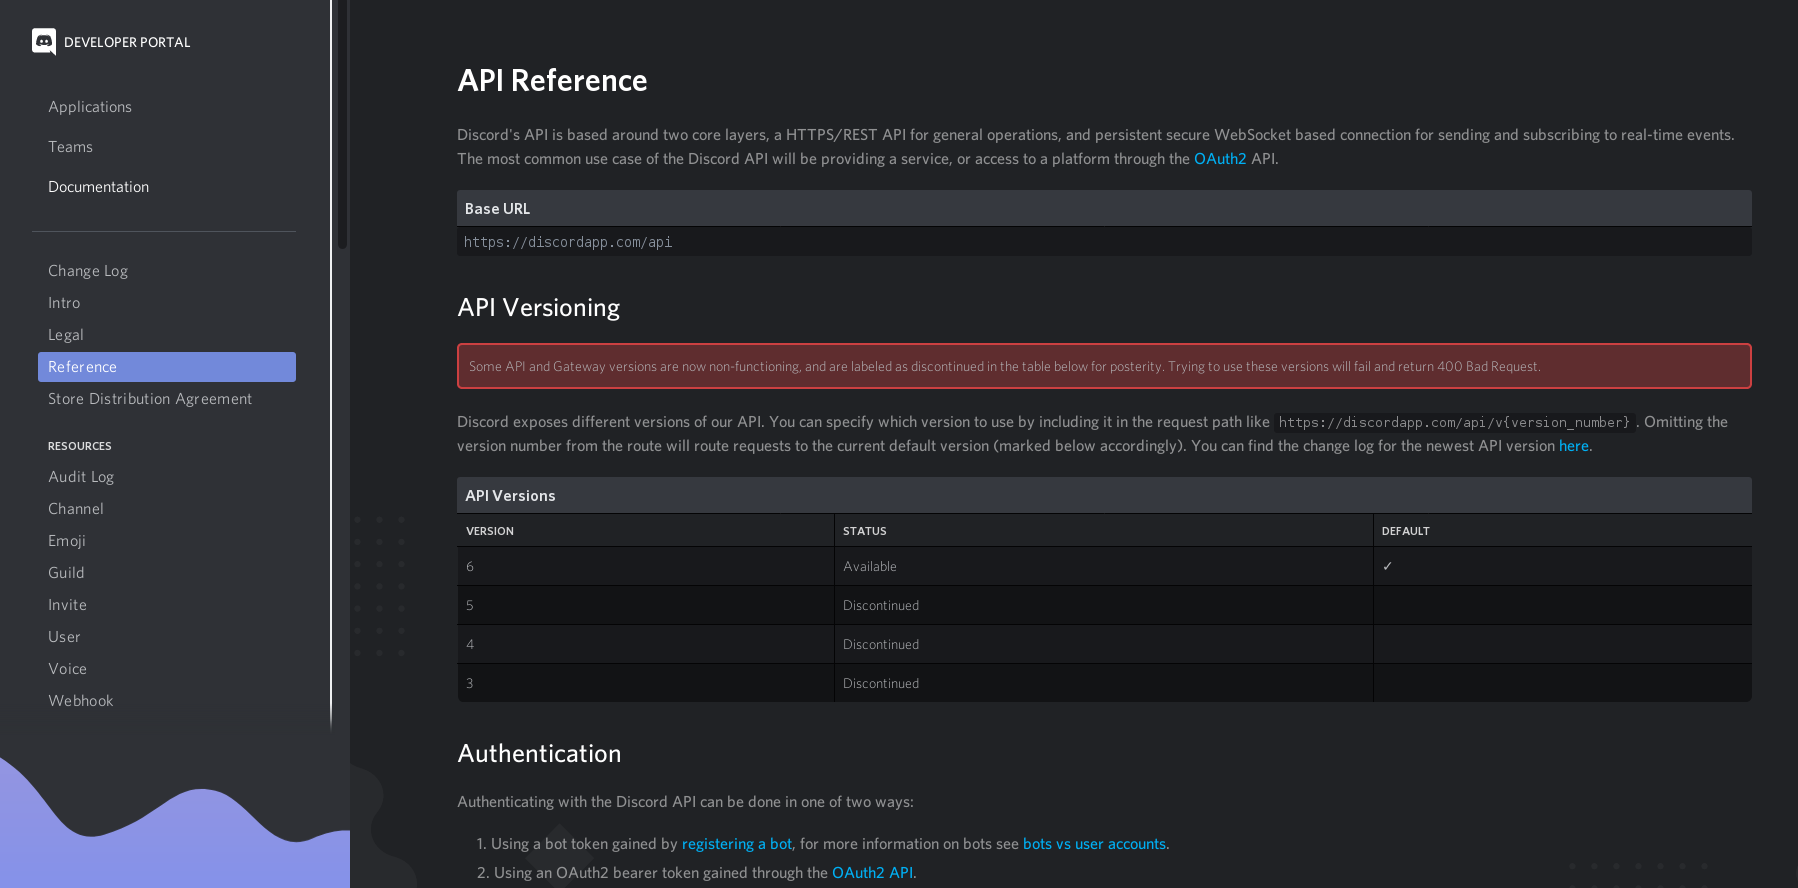 DEVELOPER PORTAL
Applications
Teams
Documentation
Change Log
Intro
Legal
Reference
Store Distribution Agreement
RESOURCES
Audit Log
Channel
Emoji
Guild
Invite
User
Voice
Webhook
API Reference
Discord's API is based around two core layers, a HTTPS/REST API for general operations, and persistent secure WebSocket based connection for sending and subscribing to real-time events.
The most common use case of the Discord API will be providing a service, or access to a platform through the OAuth2 API.
Base URL
https://discordapp.com/api
API Versioning
Some API and Gateway versions are now non-functioning, and are labeled as discontinued in the table below for posterity. Trying to use these versions will fail and return 400 Bad Request.
Discord exposes different versions of our API. You can specify which version to use by including it in the request path like https://discordapp.com/api/v{version_number}. Omitting the
version number from the route will route requests to the current default version (marked below accordingly). You can find the change log for the newest API version here.
API Versions
VERSION STATUS DEFAULT
6 Available ✓
5 Discontinued
4 Discontinued
3 Discontinued
Authentication
Authenticating with the Discord API can be done in one of two ways:
1. Using a bot token gained by registering a bot, for more information on bots see bots vs user accounts.
2. Using an OAuth2 bearer token gained through the OAuth2 API.